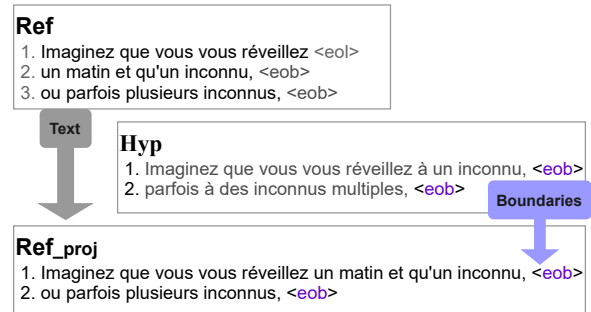 Ref
1. Imaginez que vous vous réveillez <eol>
2. un matin et qu'un inconnu, <eob>
3. ou parfois plusieurs inconnus, <eob>
Text
Hyp
1. Imaginez que vous vous réveillez à un inconnu, <eob>
2. parfois à des inconnus multiples, <eob>
Boundaries
Ref_proj
1. Imaginez que vous vous réveillez un matin et qu'un inconnu, <eob>
2. ou parfois plusieurs inconnus, <eob>